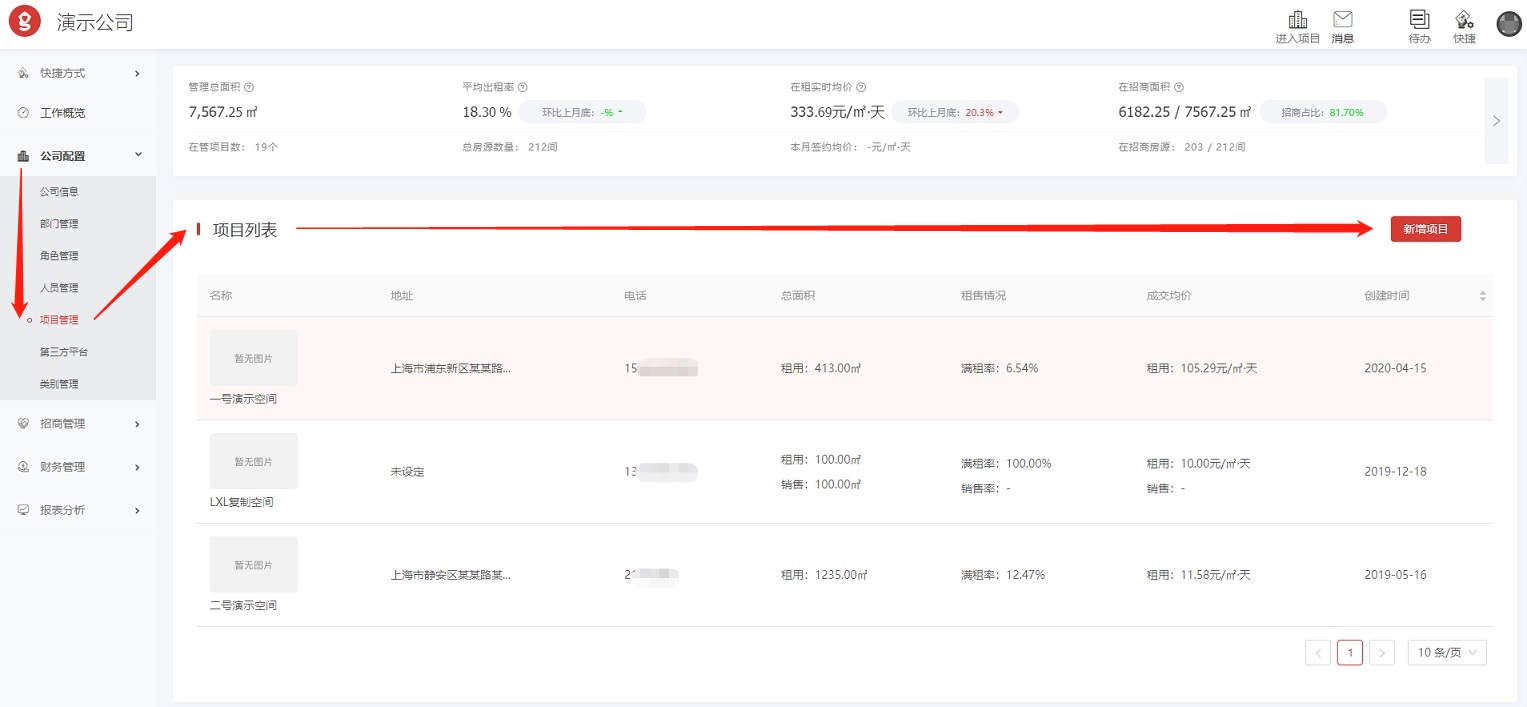 演示公司
进入项目
消息
待办
快捷
快捷方式
工作概览
公司配置
公司信息
部门管理
角色管理
人员管理
项目管理
第三方平台
类别管理
招商管理
财务管理
报表分析
管理总面积
7,567.25 ㎡
在管项目数: 19个
平均出租率
18.30 % 环比上月底: -%
总房源数量: 212间
在租实时均价
333.69元/㎡·天 环比上月底: 20.3%
本月签约均价: -元/㎡·天
在招商面积
6182.25 / 7567.25 ㎡ 招商占比: 81.70%
在招商房源: 203 / 212间
项目列表
新增项目
名称 地址 电话 总面积 租售情况 成交均价 创建时间
暂无图片
一号演示空间
上海市浦东新区某某路...
15
租用: 413.00㎡
满租率: 6.54%
租用: 105.29元/㎡·天
2020-04-15
暂无图片
LXL复制空间
未设定
13
租用: 100.00㎡
销售: 100.00㎡
满租率: 100.00%
销售率: -
租用: 10.00元/㎡·天
销售: -
2019-12-18
暂无图片
二号演示空间
上海市静安区某某路某...
2
租用: 1235.00㎡
满租率: 12.47%
租用: 11.58元/㎡·天
2019-05-16
< 1 > 10 条/页